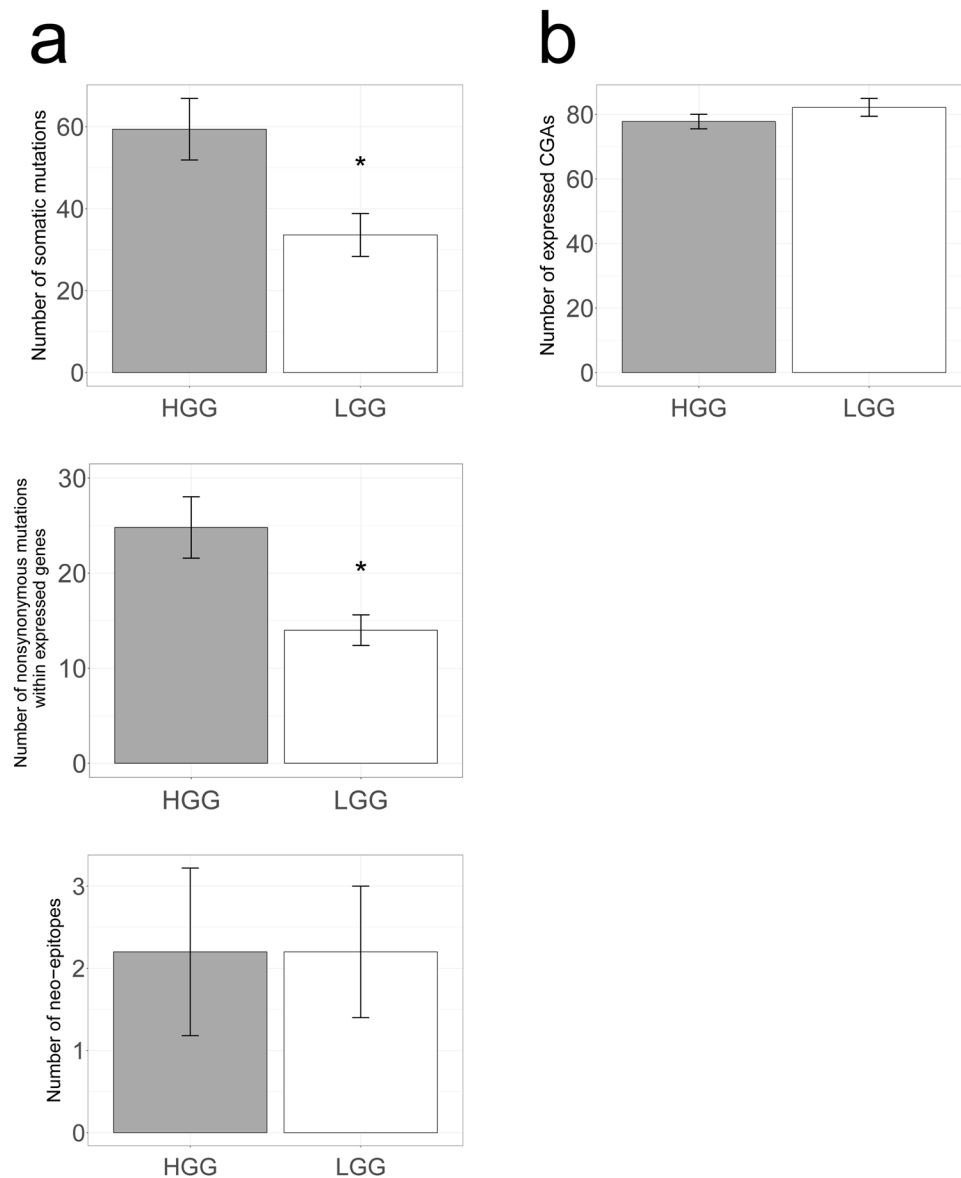 a
Number of somatic mutations
60
40
20
0
*
HGG LGG
Number of nonsynonymous mutations
within expressed genes
30
20
10
0
*
HGG LGG
Number of neo−epitopes
3
2
1
0
HGG LGG
b
Number of expressed CGAs
80
60
40
20
0
HGG LGG